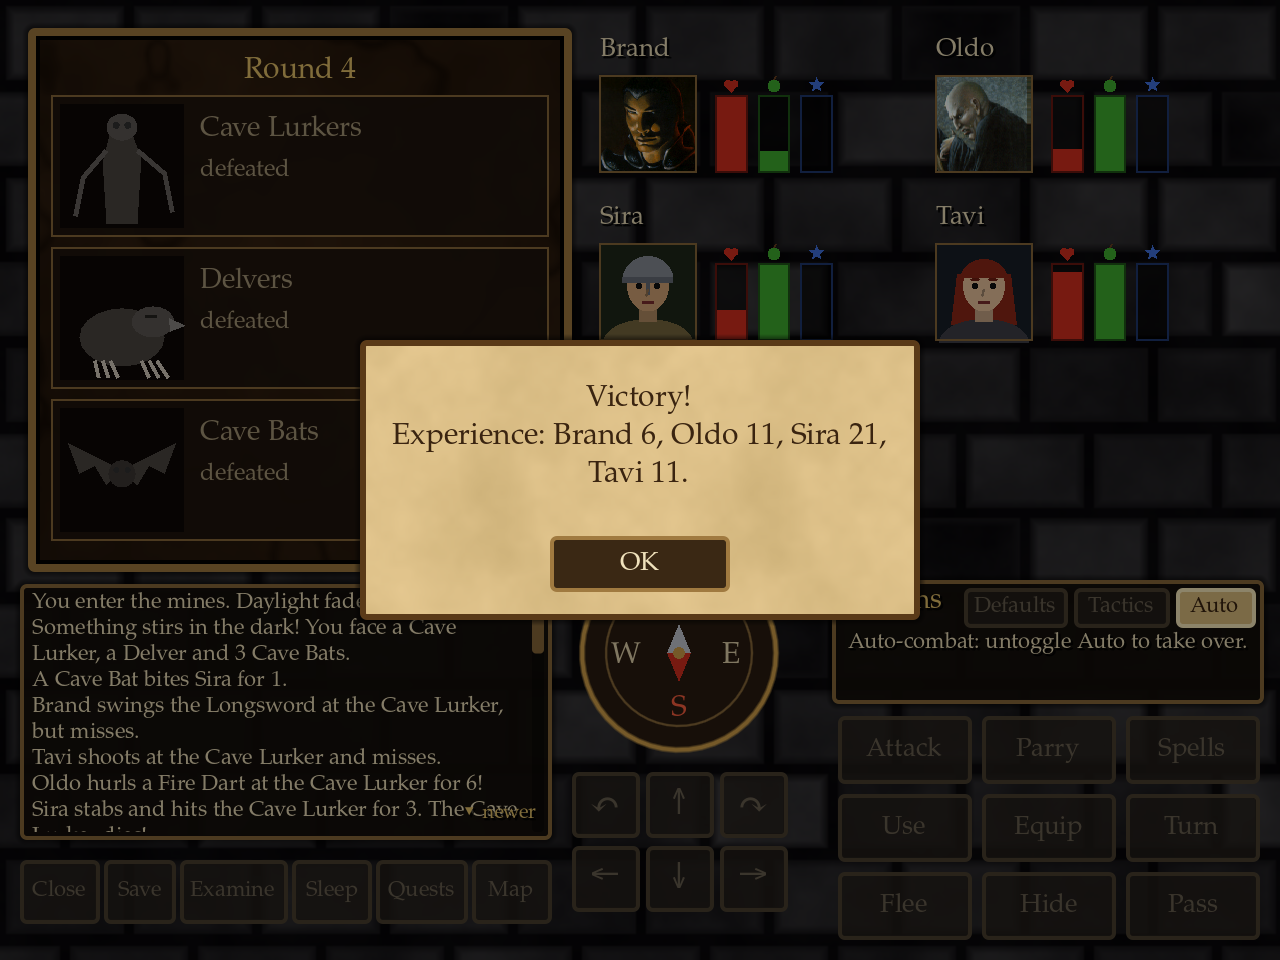 Round 4
Cave Lurkers
defeated
Delvers
defeated
Cave Bats
defeated
Brand
Oldo
Sira
Tavi
Victory!
Experience: Brand 6, Oldo 11, Sira 21,
Tavi 11.
OK
You enter the mines. Daylight fade
Something stirs in the dark! You face a Cave
Lurker, a Delver and 3 Cave Bats.
A Cave Bat bites Sira for 1.
Brand swings the Longsword at the Cave Lurker,
but misses.
Tavi shoots at the Cave Lurker and misses.
Oldo hurls a Fire Dart at the Cave Lurker for 6!
Sira stabs and hits the Cave Lurker for 3. The Cave
newer
Close
Save
Examine
Sleep
Quests
Map
W
E
S
Defaults
Tactics
Auto
Auto-combat: untoggle Auto to take over.
Attack
Parry
Spells
Use
Equip
Turn
Flee
Hide
Pass